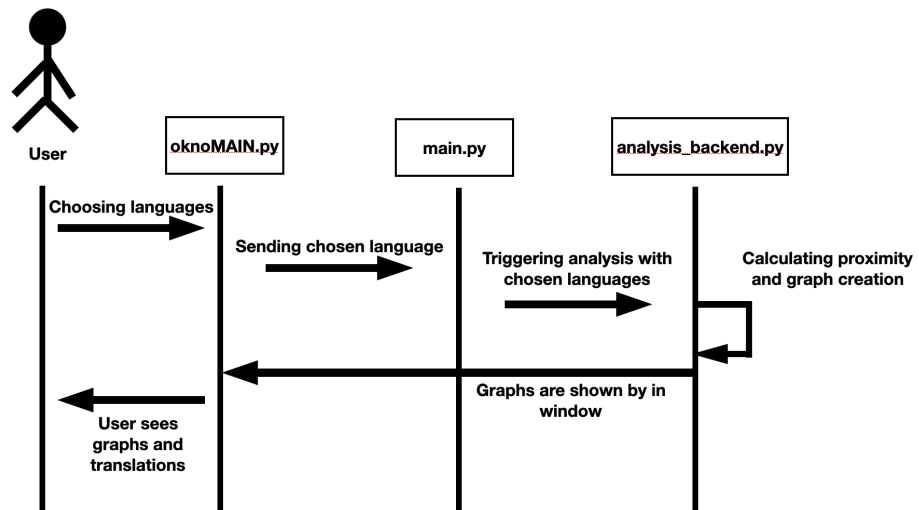 User
oknoMAIN.py
main.py
analysis_backend.py
Choosing languages
Sending chosen language
Triggering analysis with
chosen languages
Calculating proximity
and graph creation
Graphs are shown by in
window
User sees
graphs and
translations